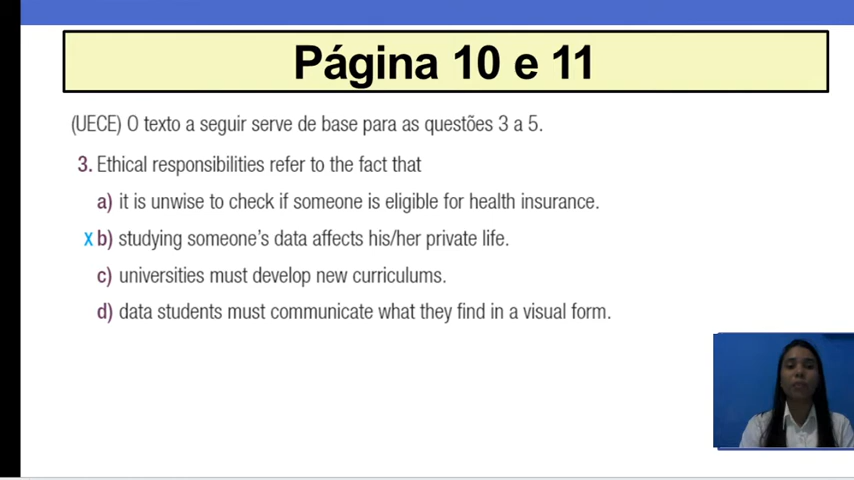 Página 10 e 11
(UECE) O texto a seguir serve de base para as questões 3 a 5.
3. Ethical responsibilities refer to the fact that
a) it is unwise to check if someone is eligible for health insurance.
x b) studying someone's data affects his/her private life.
c) universities must develop new curriculums.
d) data students must communicate what they find in a visual form.